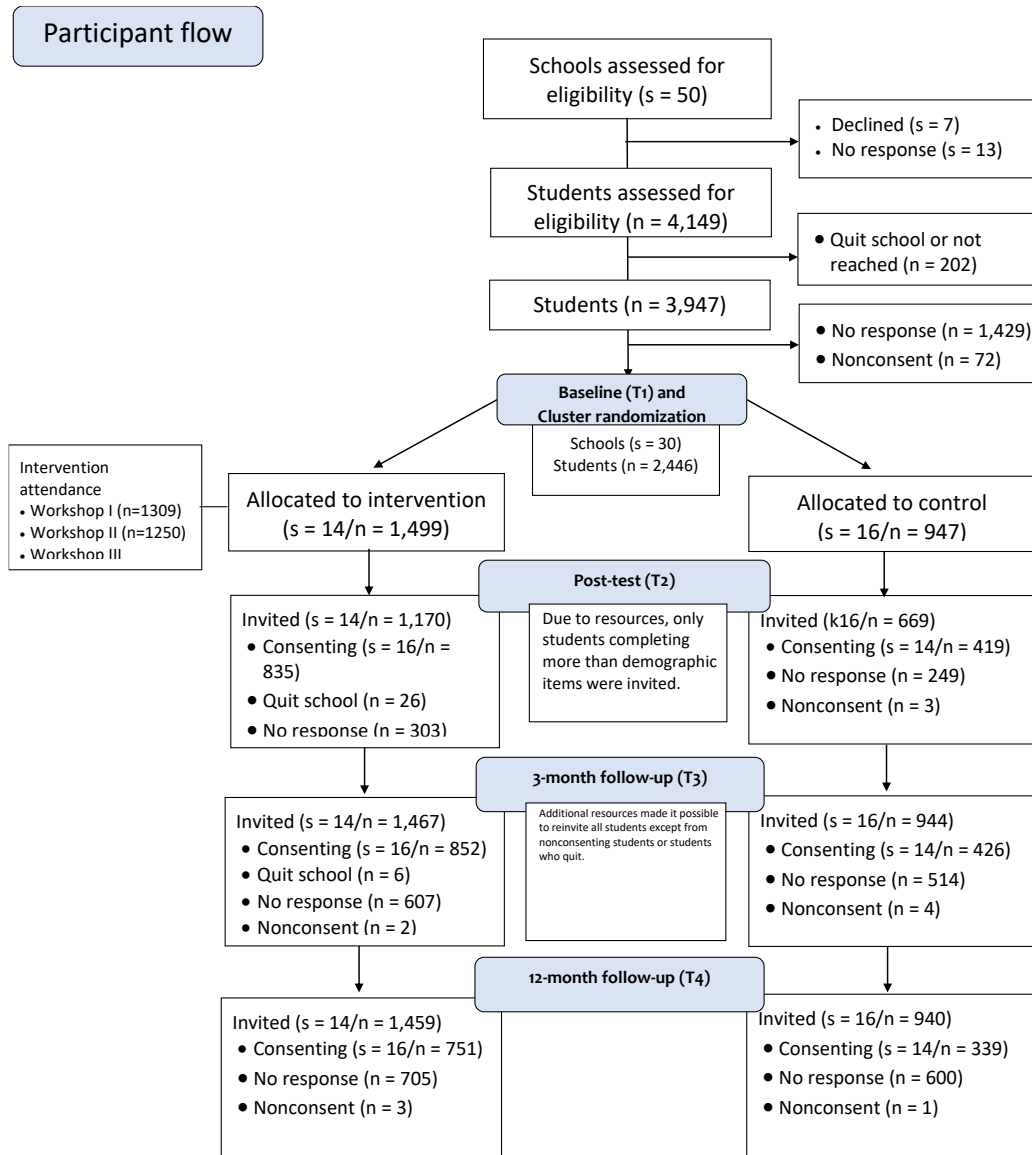 Participant flow
Schools assessed for
eligibility (s = 50)
• Declined (s = 7)
• No response (s = 13)
Students assessed for
eligibility (n = 4,149)
• Quit school or not
reached (n = 202)
Students (n = 3,947)
• No response (n = 1,429)
• Nonconsent (n = 72)
Baseline (T1) and
Cluster randomization
Schools (s = 30)
Students (n = 2,446)
Intervention
attendance
• Workshop I (n=1309)
• Workshop II (n=1250)
• Workshop III
Allocated to intervention
(s = 14/n = 1,499)
Allocated to control
(s = 16/n = 947)
Post-test (T2)
Invited (s = 14/n = 1,170)
• Consenting (s = 16/n =
835)
• Quit school (n = 26)
• No response (n = 303)
Due to resources, only
students completing
more than demographic
items were invited.
Invited (k16/n = 669)
• Consenting (s = 14/n = 419)
• No response (n = 249)
• Nonconsent (n = 3)
3-month follow-up (T3)
Invited (s = 14/n = 1,467)
• Consenting (s = 16/n = 852)
• Quit school (n = 6)
• No response (n = 607)
• Nonconsent (n = 2)
Additional resources made it possible
to reinvite all students except from
nonconsenting students or students
who quit.
Invited (s = 16/n = 944)
• Consenting (s = 14/n = 426)
• No response (n = 514)
• Nonconsent (n = 4)
12-month follow-up (T4)
Invited (s = 14/n = 1,459)
• Consenting (s = 16/n = 751)
• No response (n = 705)
• Nonconsent (n = 3)
Invited (s = 16/n = 940)
• Consenting (s = 14/n = 339)
• No response (n = 600)
• Nonconsent (n = 1)